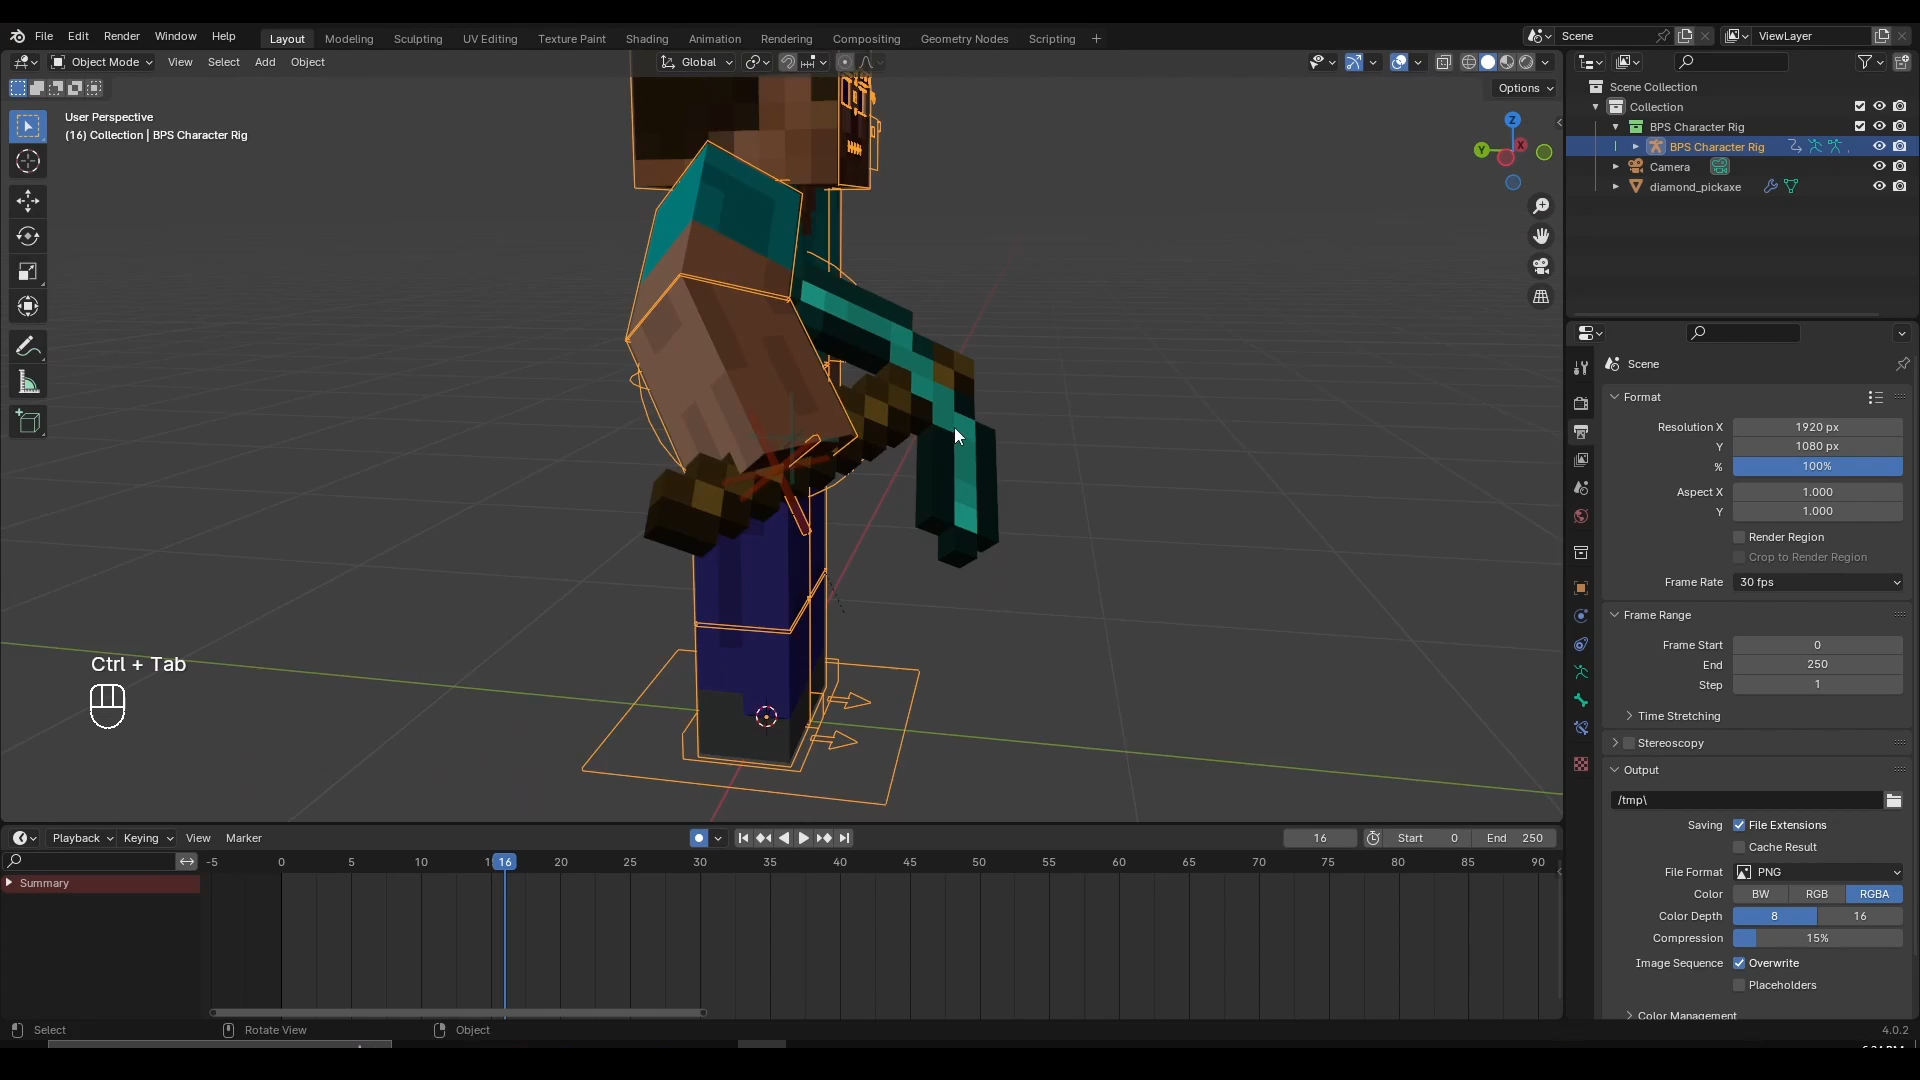 File Edit Render Window Help
Layout Modeling Sculpting UV Editing Texture Paint Shading Animation Rendering Compositing Geometry Nodes Scripting +
Scene
ViewLayer
Object Mode View Select Add Object
Global
Options
User Perspective
(16) Collection | BPS Character Rig
Z
Y
X
Scene Collection
Collection
BPS Character Rig
BPS Character Rig
Camera
diamond_pickaxe
Scene
Format
Resolution X 1920 px
Y 1080 px
% 100%
Aspect X 1.000
Y 1.000
Render Region
Crop to Render Region
Frame Rate 30 fps
Frame Range
Frame Start 0
End 250
Step 1
Time Stretching
Stereoscopy
Output
/tmp\
Saving File Extensions
Cache Result
File Format PNG
Color BW RGB RGBA
Color Depth 8 16
Compression 15%
Image Sequence Overwrite
Placeholders
Color Management
Ctrl + Tab
Playback Keying View Marker
16 Start 0 End 250
-5 0 5 10 16 20 25 30 35 40 45 50 55 60 65 70 75 80 85 90
Summary
Select Rotate View Object
4.0.2